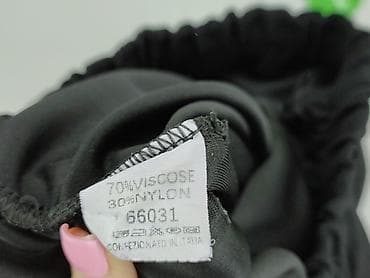 70%VISCOSE
30%NYLON
66031
CONFEZIONATO IN ITALIA